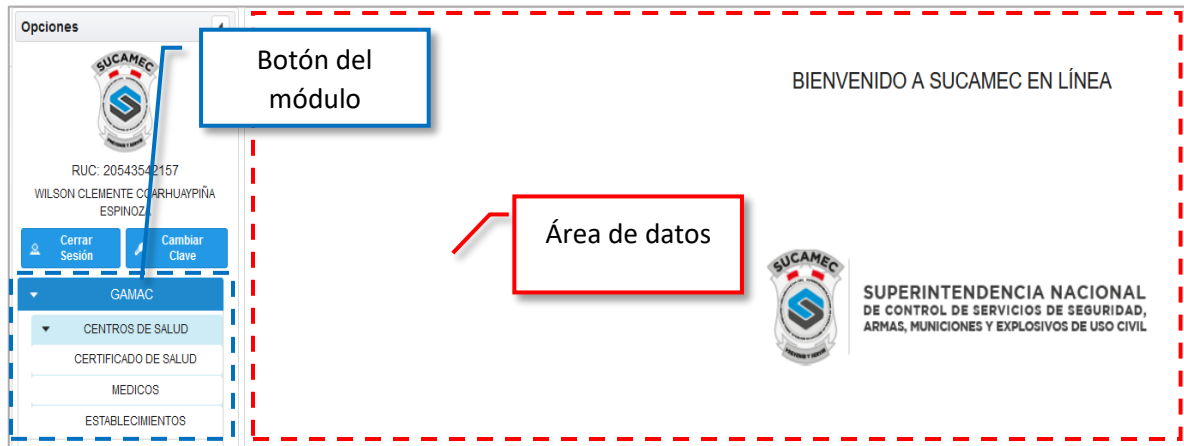 Opciones
SUCAMEC
Botón del
módulo
RUC: 20543542157
WILSON CLEMENTE CCARHUAYPIÑA
ESPINOZA
Cerrar
Sesión
Cambiar
Clave
GAMAC
CENTROS DE SALUD
CERTIFICADO DE SALUD
MEDICOS
ESTABLECIMIENTOS
BIENVENIDO A SUCAMEC EN LÍNEA
Área de datos
SUCAMEC
SUPERINTENDENCIA NACIONAL
DE CONTROL DE SERVICIOS DE SEGURIDAD,
ARMAS, MUNICIONES Y EXPLOSIVOS DE USO CIVIL